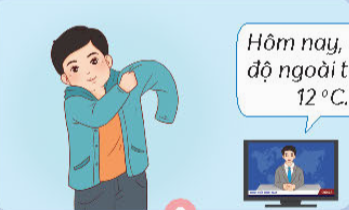 Hôm nay,
độ ngoài t
12 °C.